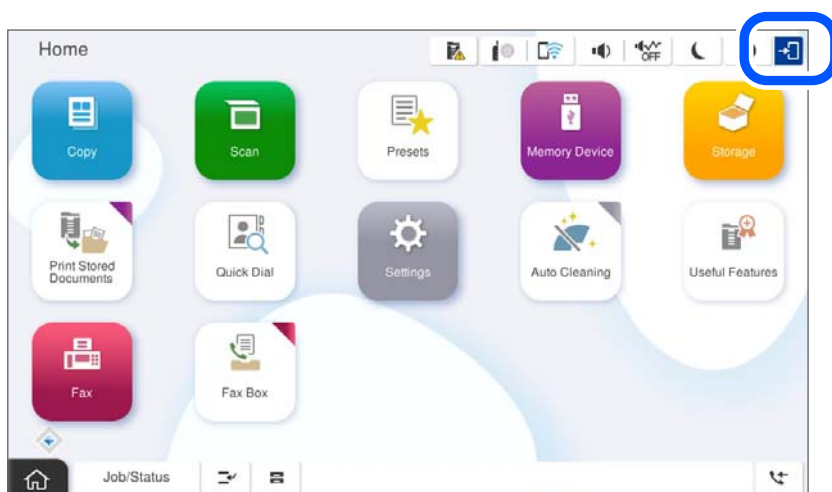 Home
OFF
Copy
Scan
Presets
Memory Device
Storage
Print Stored
Documents
Quick Dial
Settings
Auto Cleaning
Useful Features
Fax
Fax Box
Job/Status